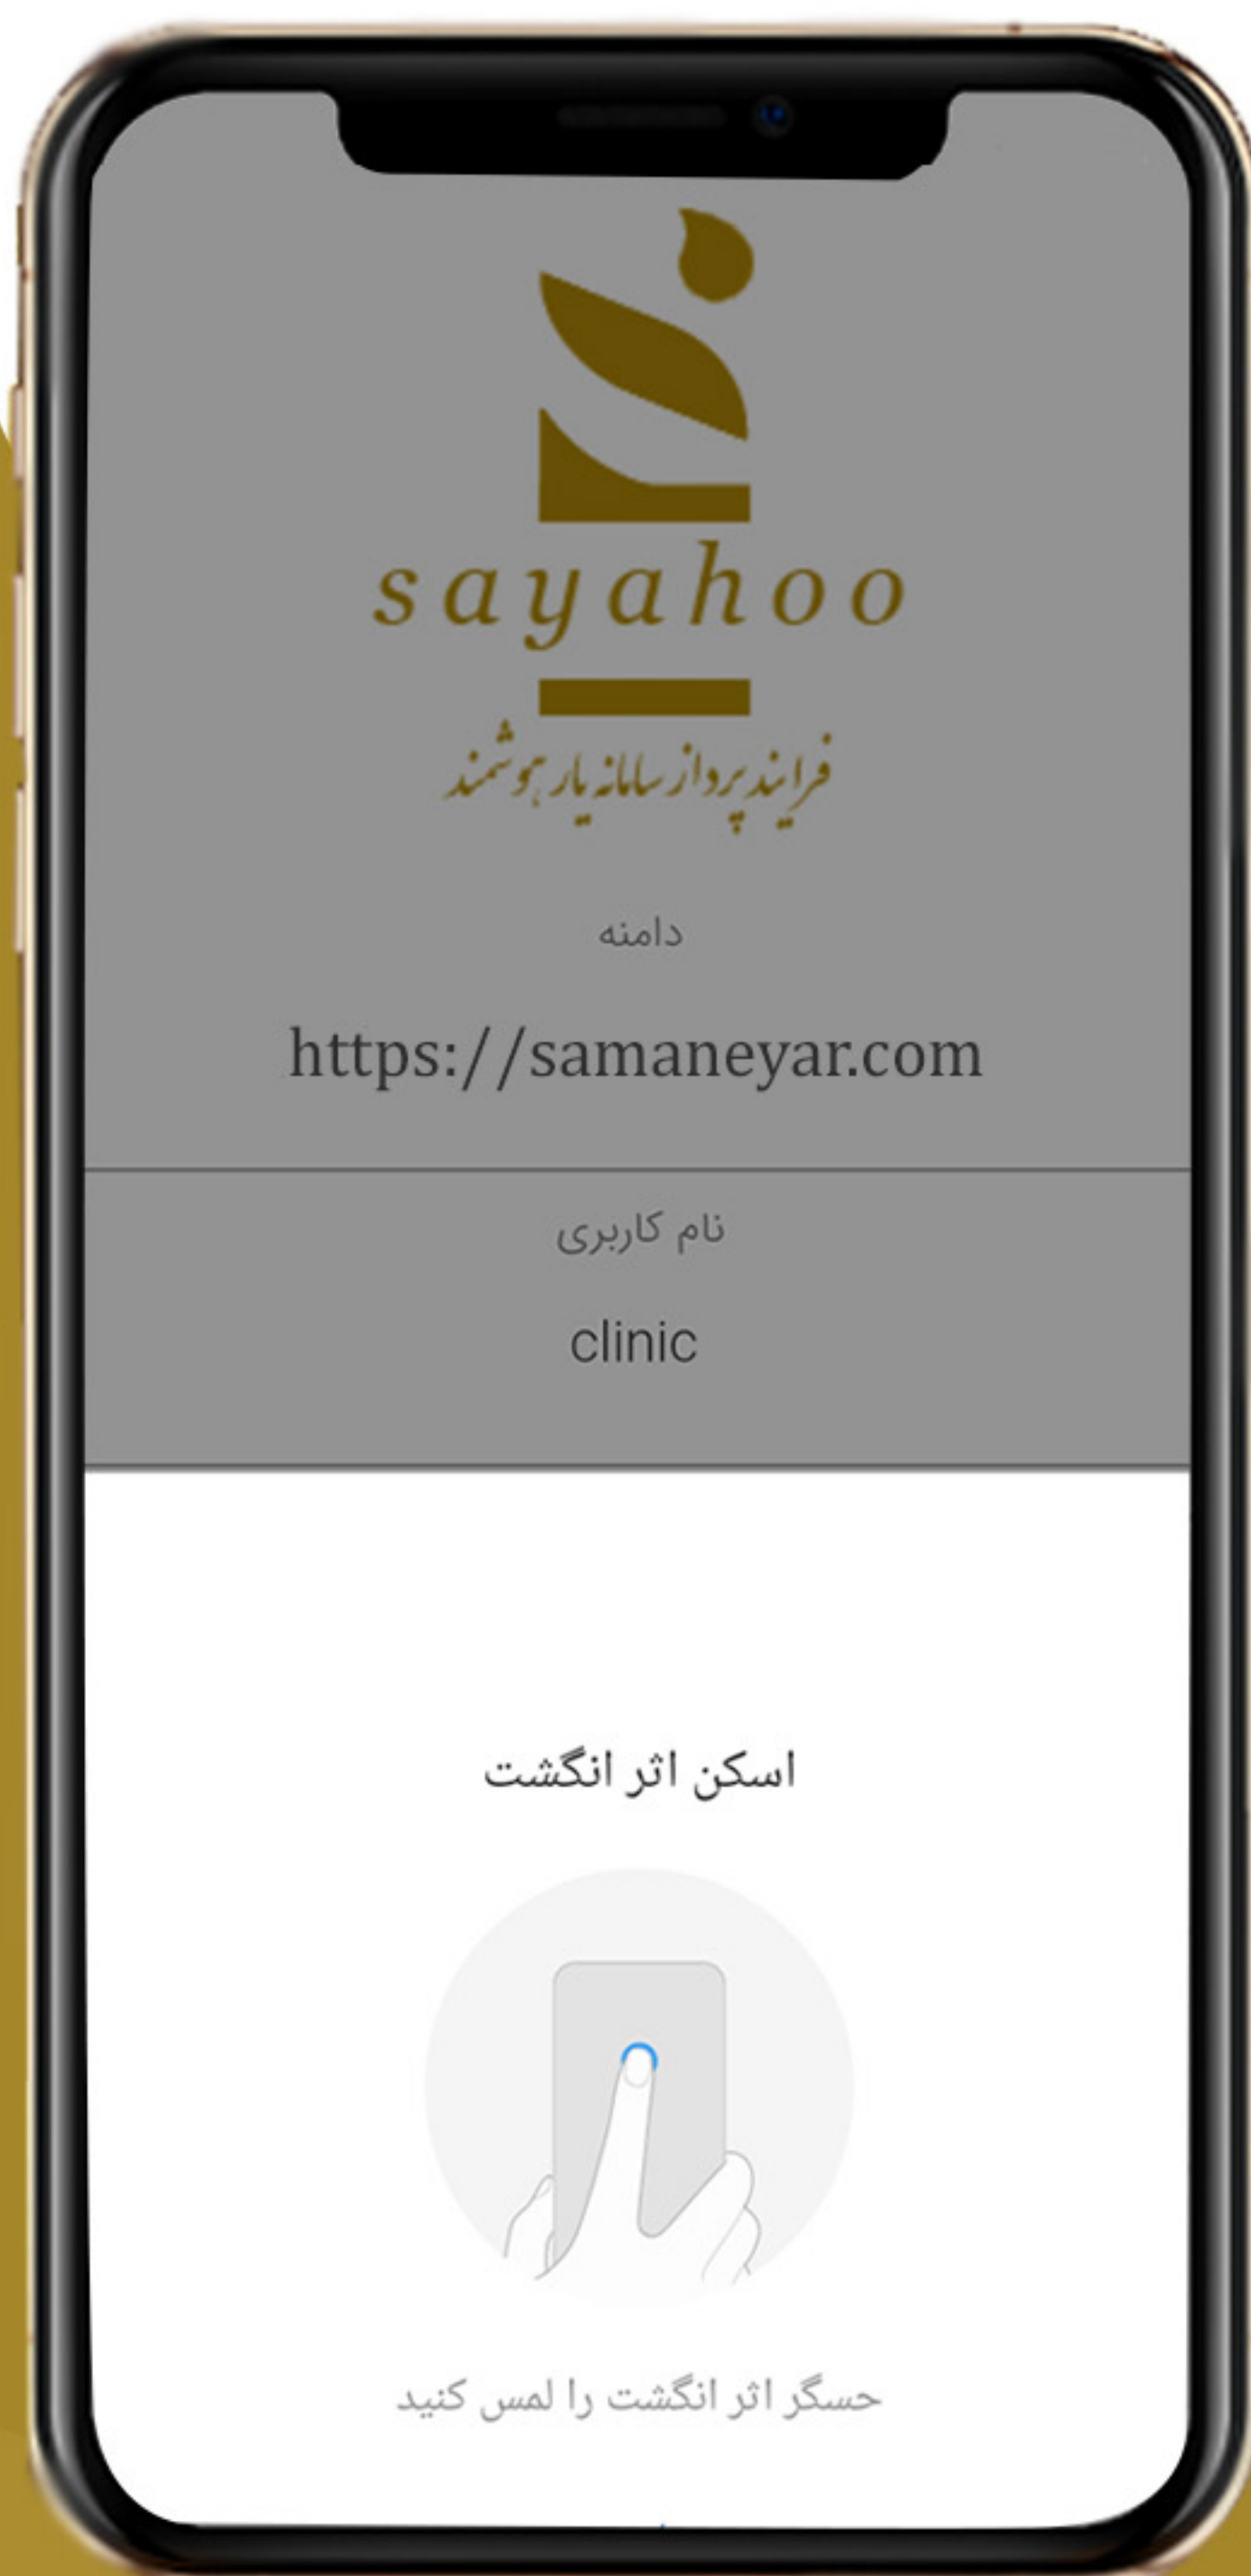 sayahoo
فرایند پرداز سامانه یار هوشمند
دامنه
https://samaneyar.com
نام کاربری
clinic
اسکن اثر انگشت
حسگر اثر انگشت را لمس کنید